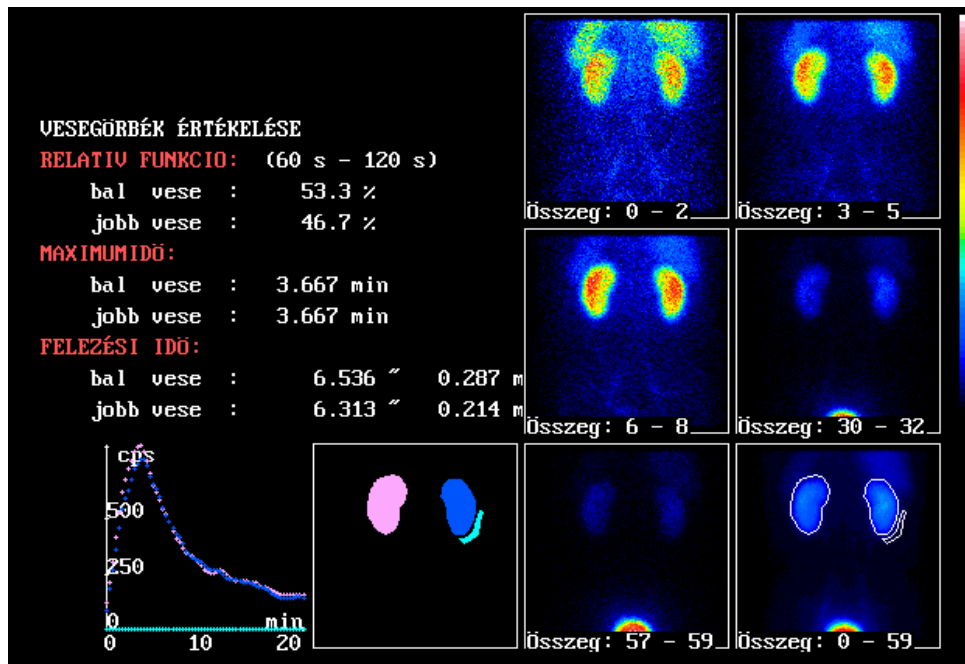 VESEGÖRBÉK ÉRTÉKELÉSE
RELATIV FUNKCIO: (60 s - 120 s)
bal vese : 53.3 %
jobb vese : 46.7 %
MAXIMUMIDÖ:
bal vese : 3.667 min
jobb vese : 3.667 min
FELEZÉSI IDÖ:
bal vese : 6.536 " 0.287 m
jobb vese : 6.313 " 0.214 m
Összeg: 0 - 2
Összeg: 3 - 5
Összeg: 6 - 8
Összeg: 30 - 32
cps
500
250
0
min
0 10 20
Összeg: 57 - 59
Összeg: 0 - 59